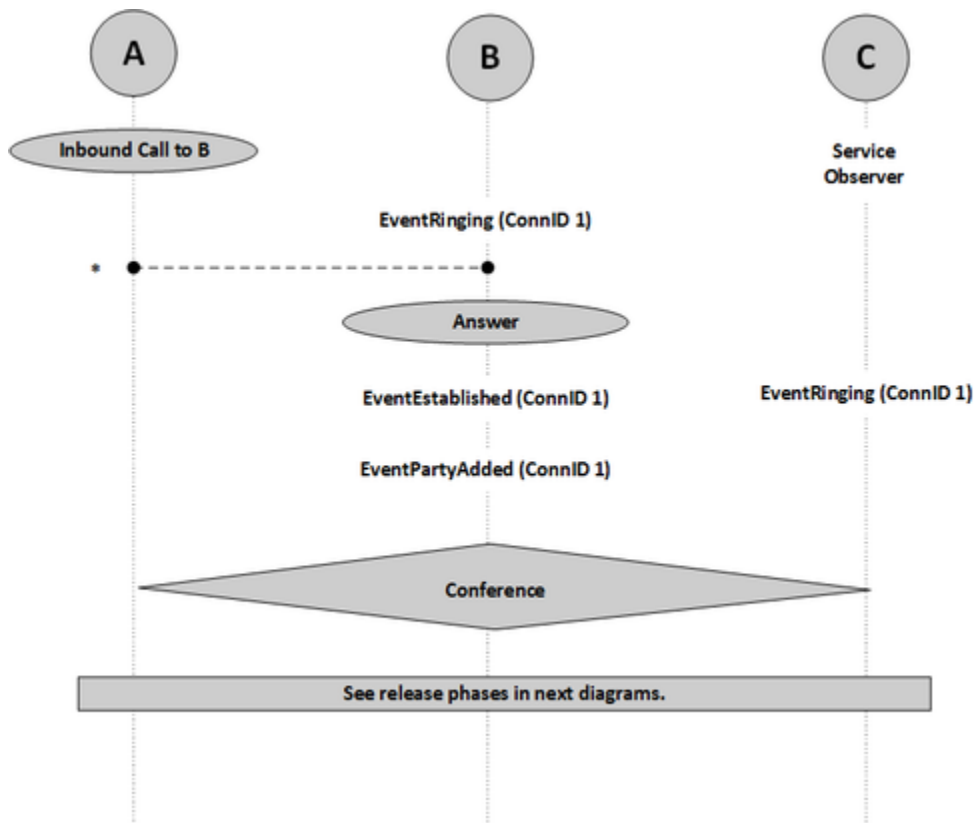 A
B
C
Inbound Call to B
Service
Observer
EventRinging (ConnID 1)
*
Answer
EventEstablished (ConnID 1)
EventRinging (ConnID 1)
EventPartyAdded (ConnID 1)
Conference
See release phases in next diagrams.